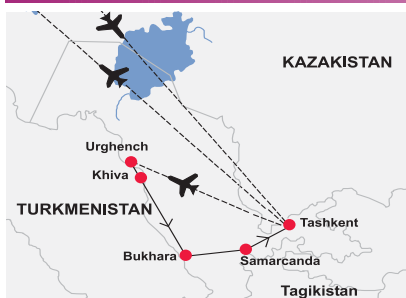 KAZAKISTAN
Urghench
Khiva
TURKMENISTAN
Tashkent
Bukhara
Samarcanda
Tagikistan